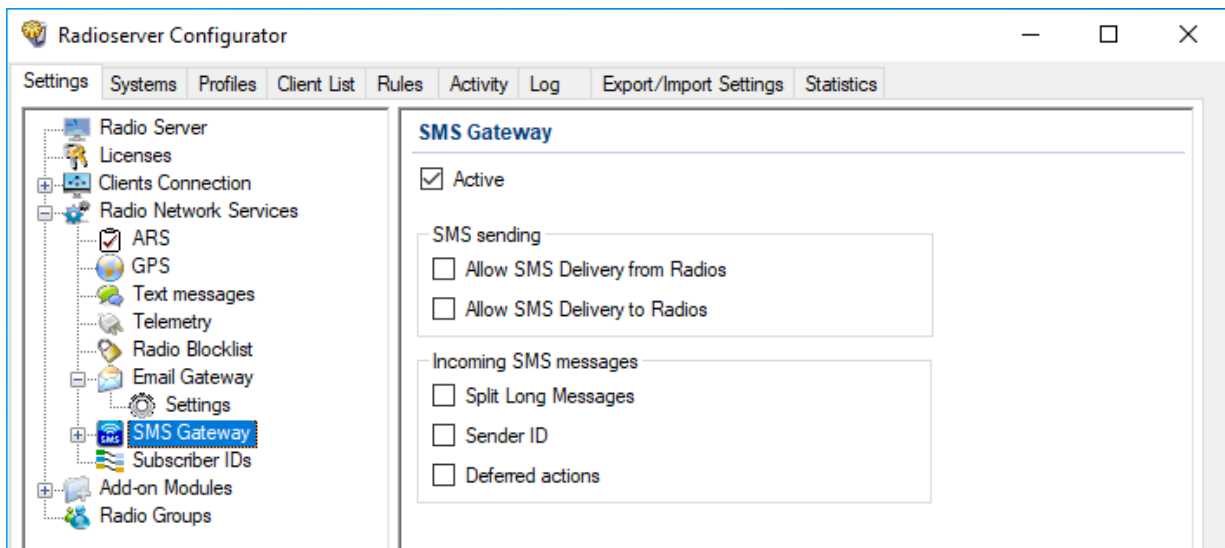 Radioserver Configurator
Settings Systems Profiles Client List Rules Activity Log Export/Import Settings Statistics
Radio Server
Licenses
Clients Connection
Radio Network Services
ARS
GPS
Text messages
Telemetry
Radio Blocklist
Email Gateway
Settings
SMS Gateway
Subscriber IDs
Add-on Modules
Radio Groups
SMS Gateway
Active
SMS sending
Allow SMS Delivery from Radios
Allow SMS Delivery to Radios
Incoming SMS messages
Split Long Messages
Sender ID
Deferred actions